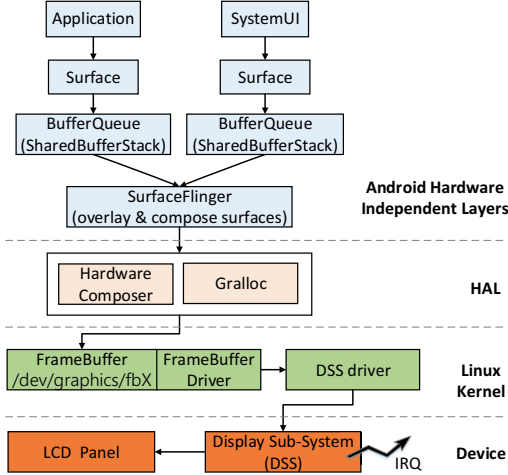 Application
SystemUI
Surface
Surface
BufferQueue
(SharedBufferStack)
BufferQueue
(SharedBufferStack)
SurfaceFlinger
(overlay & compose surfaces)
Android Hardware
Independent Layers
Hardware
Composer
Gralloc
HAL
FrameBuffer
/dev/graphics/fbX
FrameBuffer
Driver
DSS driver
Linux
Kernel
LCD Panel
Display Sub-System
(DSS)
IRQ
Device